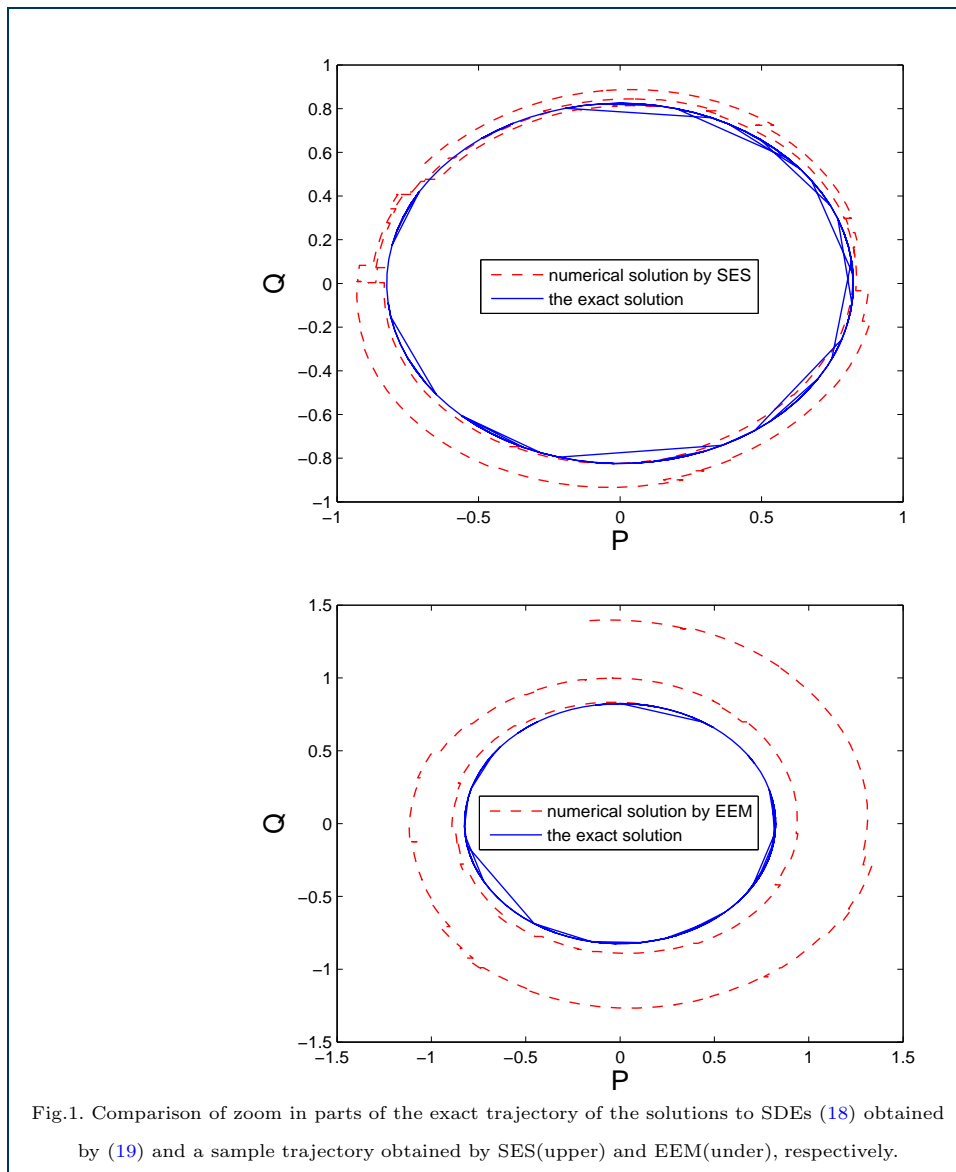 1
0.8
0.6
0.4
0.2
0
−0.2
−0.4
−0.6
−0.8
−1
Q
numerical solution by SES
the exact solution
−1 −0.5 0 0.5 1
P
1.5
1
0.5
0
−0.5
−1
−1.5
Q
numerical solution by EEM
the exact solution
−1.5 −1 −0.5 0 0.5 1 1.5
P
Fig.1. Comparison of zoom in parts of the exact trajectory of the solutions to SDEs (18) obtained
by (19) and a sample trajectory obtained by SES(upper) and EEM(under), respectively.